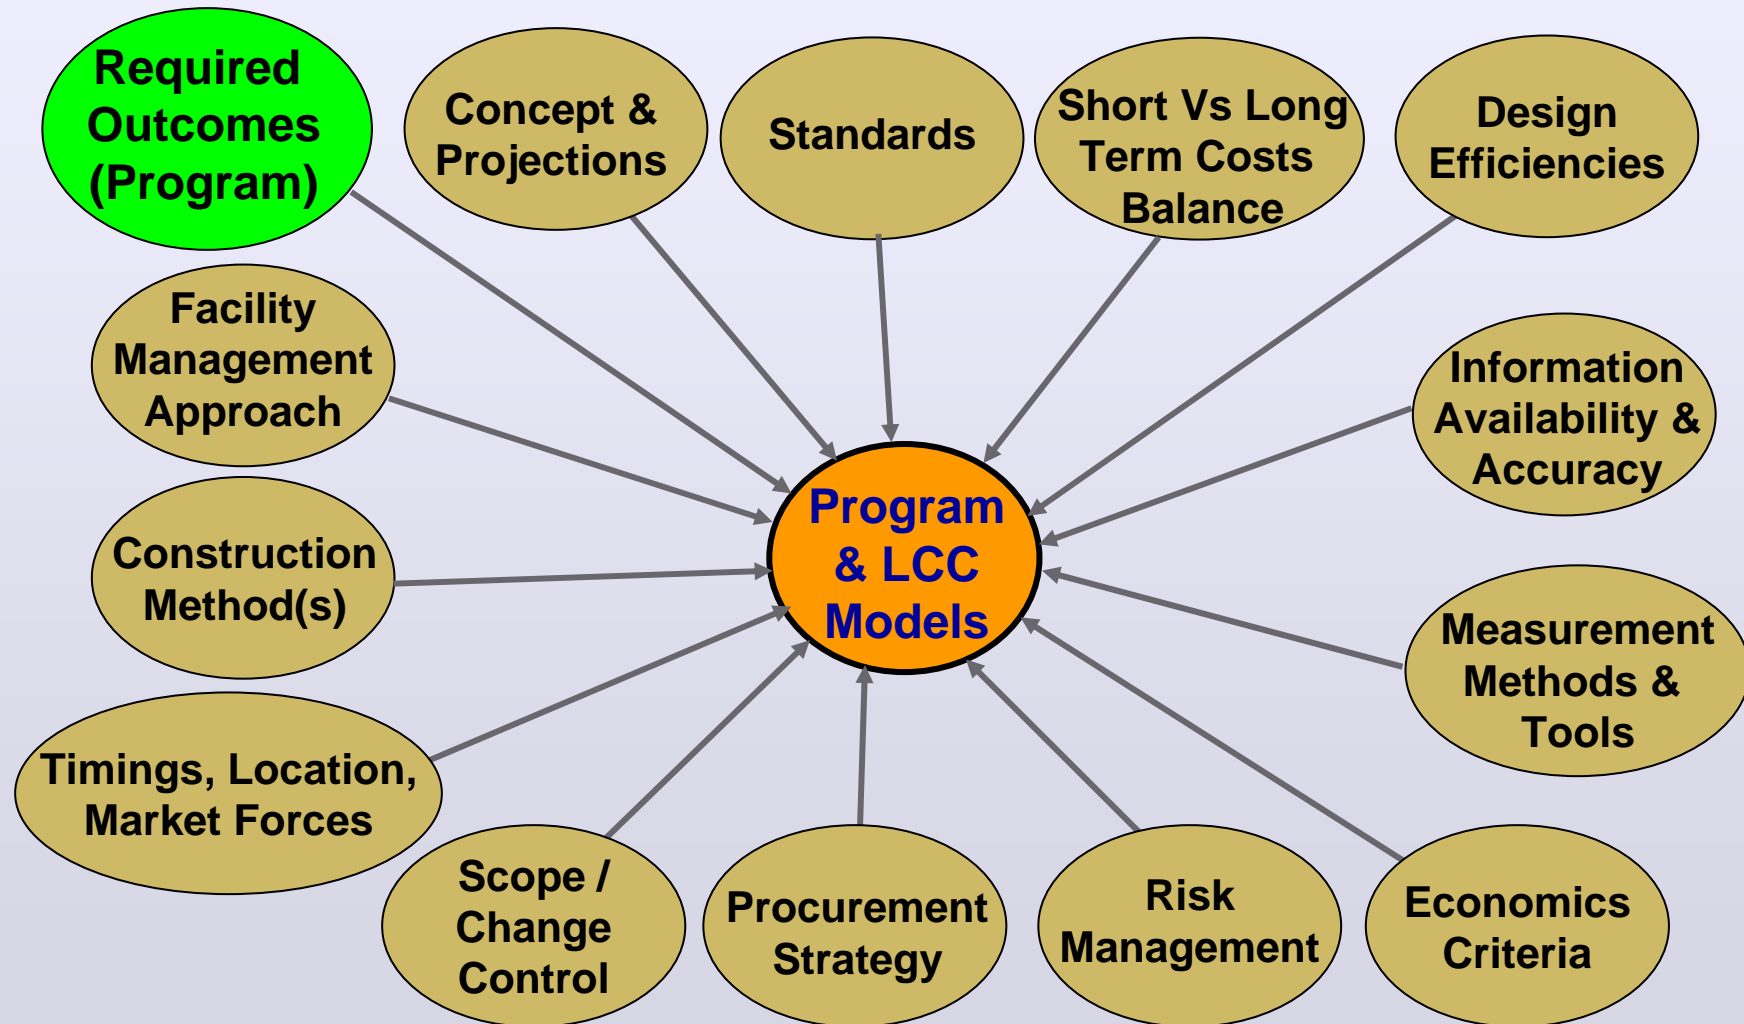 Required
Outcomes
(Program)
Concept &
Projections
Standards
Short Vs Long
Term Costs
Balance
Design
Efficiencies
Facility
Management
Approach
Information
Availability &
Accuracy
Program
& LCC
Models
Construction
Method(s)
Measurement
Methods &
Tools
Timings, Location,
Market Forces
Scope /
Change
Control
Procurement
Strategy
Risk
Management
Economics
Criteria